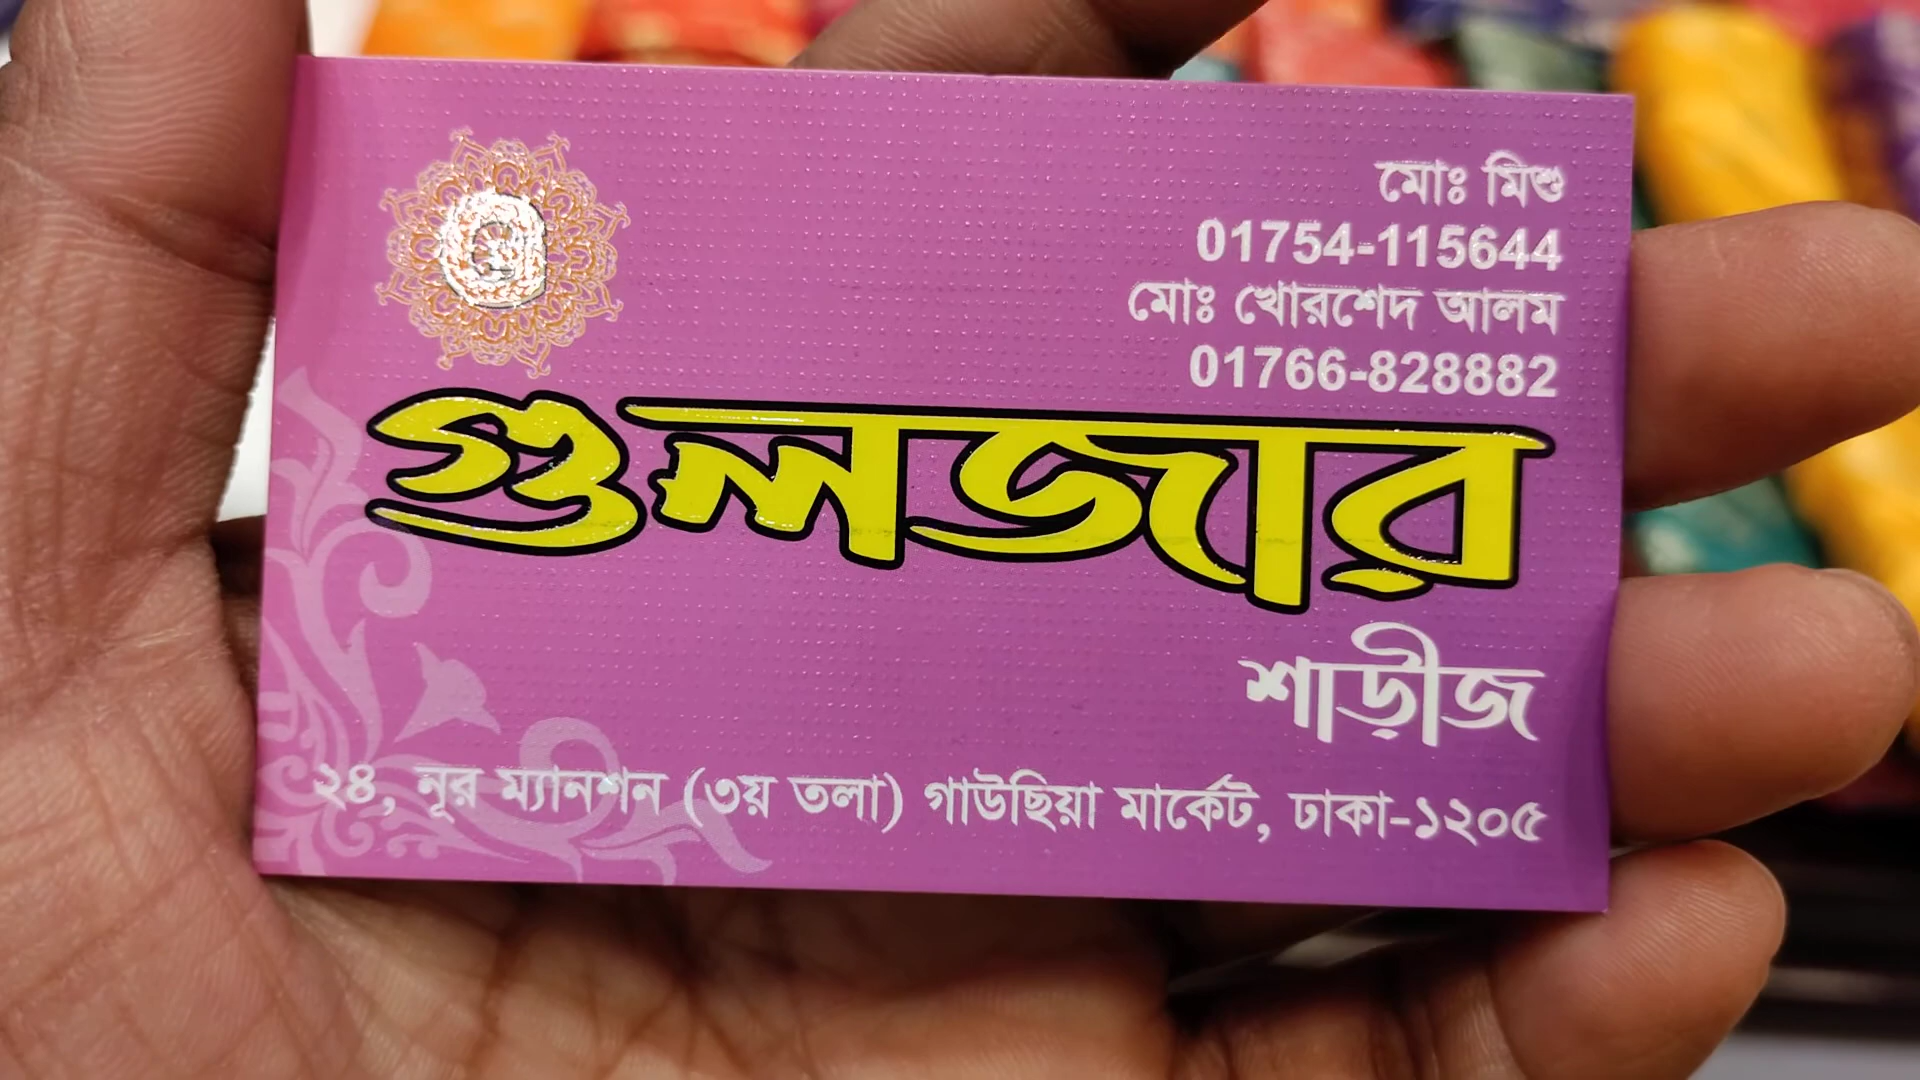 মোঃ মিশু
01754-115644
মোঃ খোরশেদ আলম
01766-828882
গুলজার
শাড়ীজ
২৪, নূর ম্যানশন (৩য় তলা) গাউছিয়া মার্কেট, ঢাকা-১২০৫